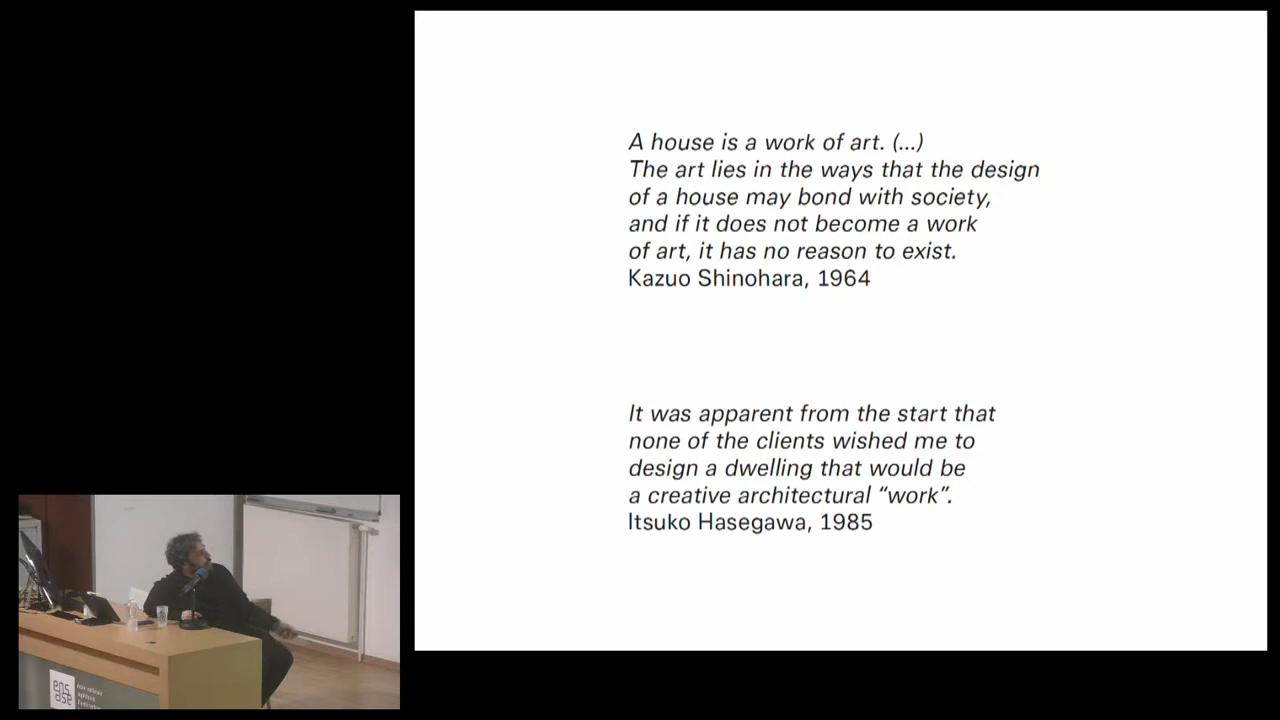 A house is a work of art. (...)
The art lies in the ways that the design
of a house may bond with society,
and if it does not become a work
of art, it has no reason to exist.
Kazuo Shinohara, 1964
It was apparent from the start that
none of the clients wished me to
design a dwelling that would be
a creative architectural “work”.
Itsuko Hasegawa, 1985
ens
ase